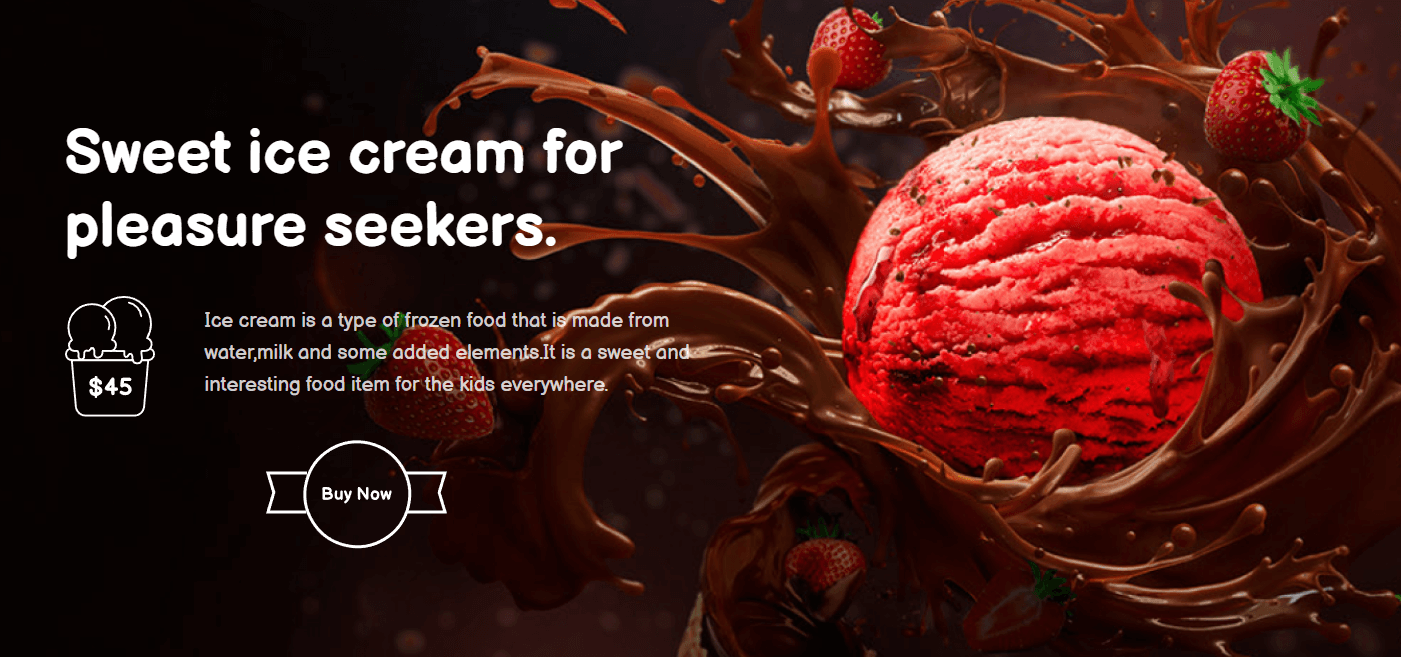 Sweet ice cream for
pleasure seekers.
$45
Ice cream is a type of frozen food that is made from
water,milk and some added elements.It is a sweet and
interesting food item for the kids everywhere.
Buy Now